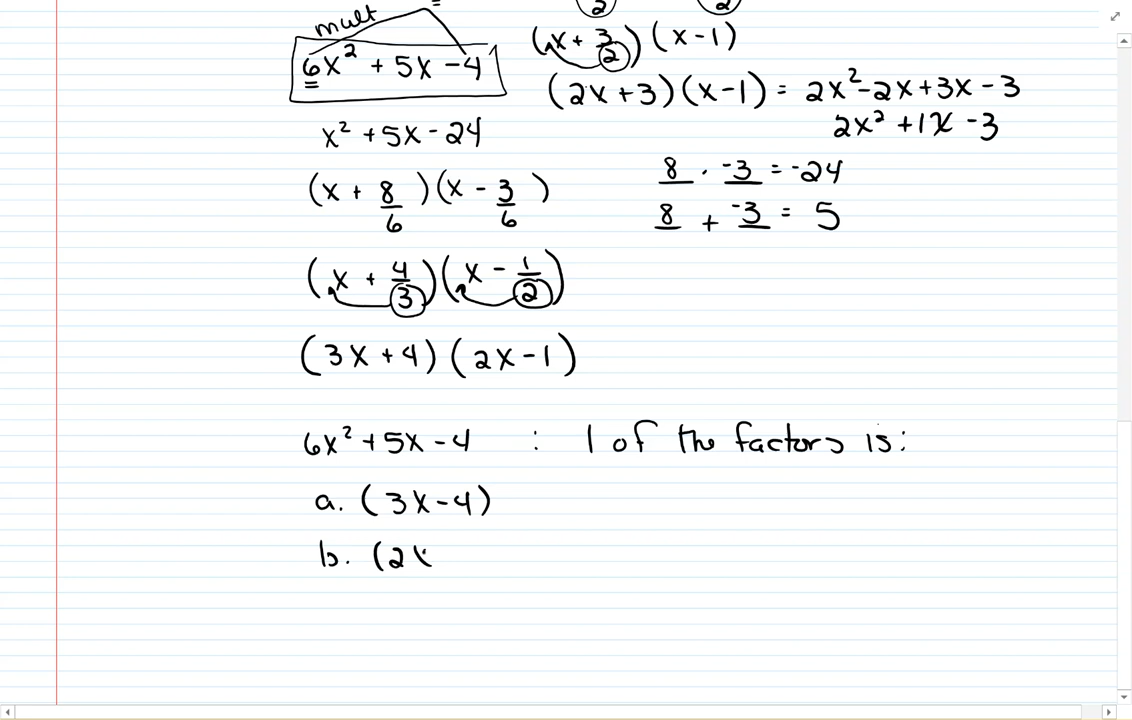 mult
2 2
6x² + 5x - 4
(x + 3/2)(x - 1)
(2x + 3)(x - 1) = 2x² - 2x + 3x - 3
2x² + 1x - 3
x² + 5x - 24
8 · -3 = -24
(x + 8/6)(x - 3/6)
8 + -3 = 5
(x + 4/3)(x - 1/2)
(3x + 4)(2x - 1)
6x² + 5x - 4 : 1 of the factors is:
a. (3x - 4)
b. (2x